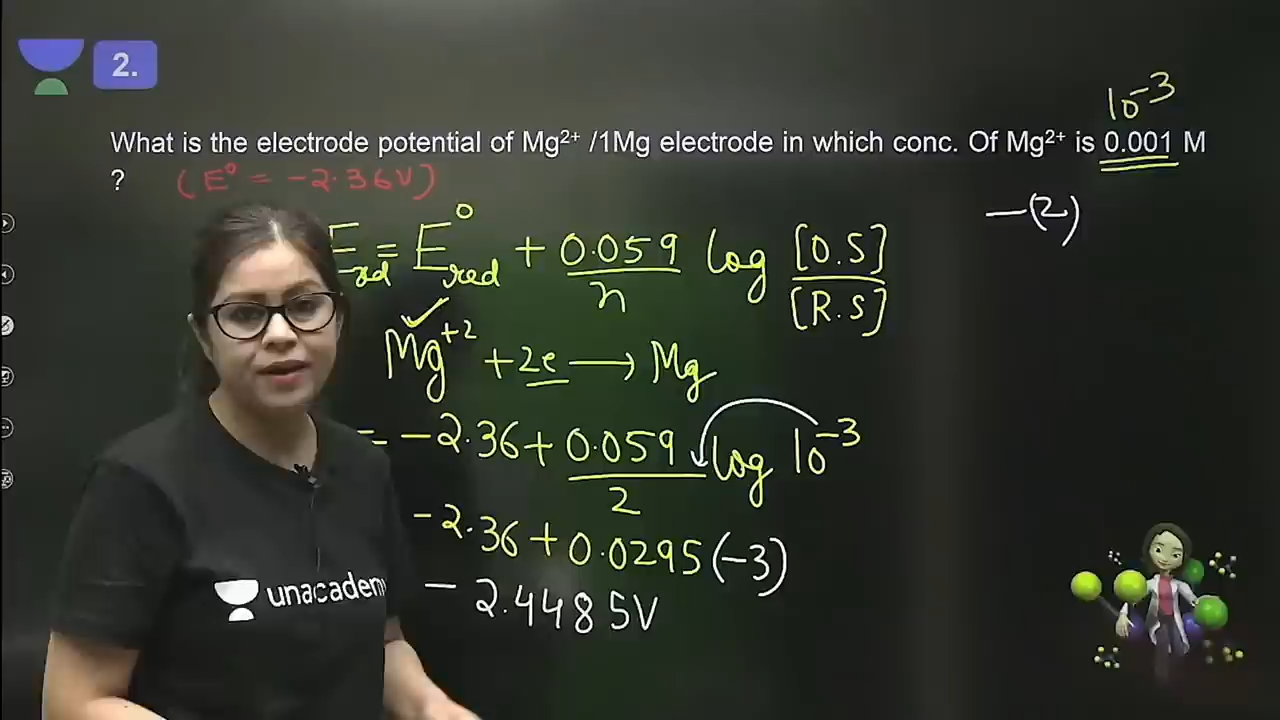 2.
10⁻³
What is the electrode potential of Mg²⁺ /1Mg electrode in which conc. Of Mg²⁺ is 0.001 M
? (E° = -2.36V)
-(2)
E red = E° red + 0.059/n log [O.S]/[R.S]
Mg⁺² + 2e → Mg
= -2.36 + 0.059/2 log 10⁻³
-2.36 + 0.0295 (-3)
- 2.4485V
unacademy